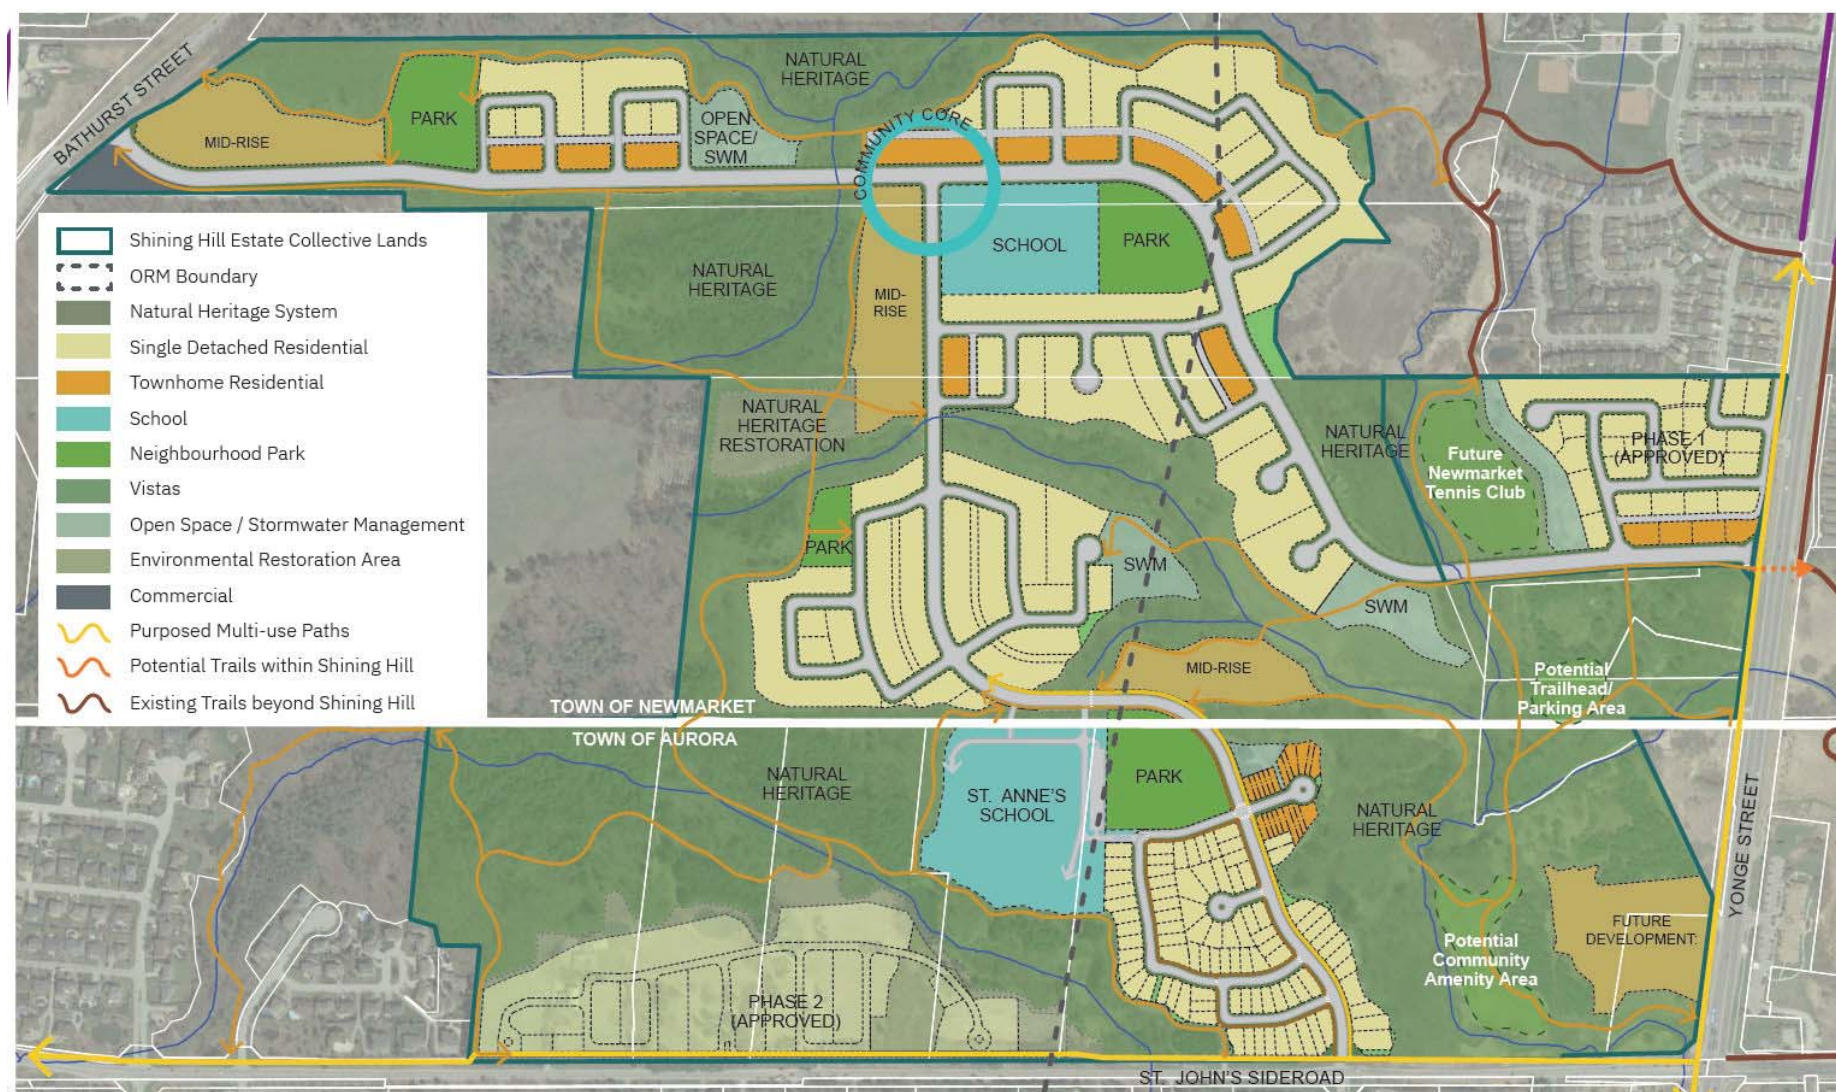 BATHURST STREET
MID-RISE
PARK
OPEN
SPACE/
SWM
NATURAL
HERITAGE
COMMUNITY CORE
SCHOOL
PARK
NATURAL
HERITAGE
MID-
RISE
Shining Hill Estate Collective Lands
ORM Boundary
Natural Heritage System
Single Detached Residential
Townhome Residential
School
Neighbourhood Park
Vistas
Open Space / Stormwater Management
Environmental Restoration Area
Commercial
Purposed Multi-use Paths
Potential Trails within Shining Hill
Existing Trails beyond Shining Hill
NATURAL
HERITAGE
RESTORATION
NATURAL
HERITAGE
Future
Newmarket
Tennis Club
PHASE 1
(APPROVED)
PARK
SWM
SWM
MID-RISE
Potential
Trailhead/
Parking Area
TOWN OF NEWMARKET
TOWN OF AURORA
NATURAL
HERITAGE
ST. ANNE'S
SCHOOL
PARK
NATURAL
HERITAGE
YONGE STREET
FUTURE
DEVELOPMENT:
Potential
Community
Amenity Area
PHASE 2
(APPROVED)
ST. JOHN'S SIDEROAD